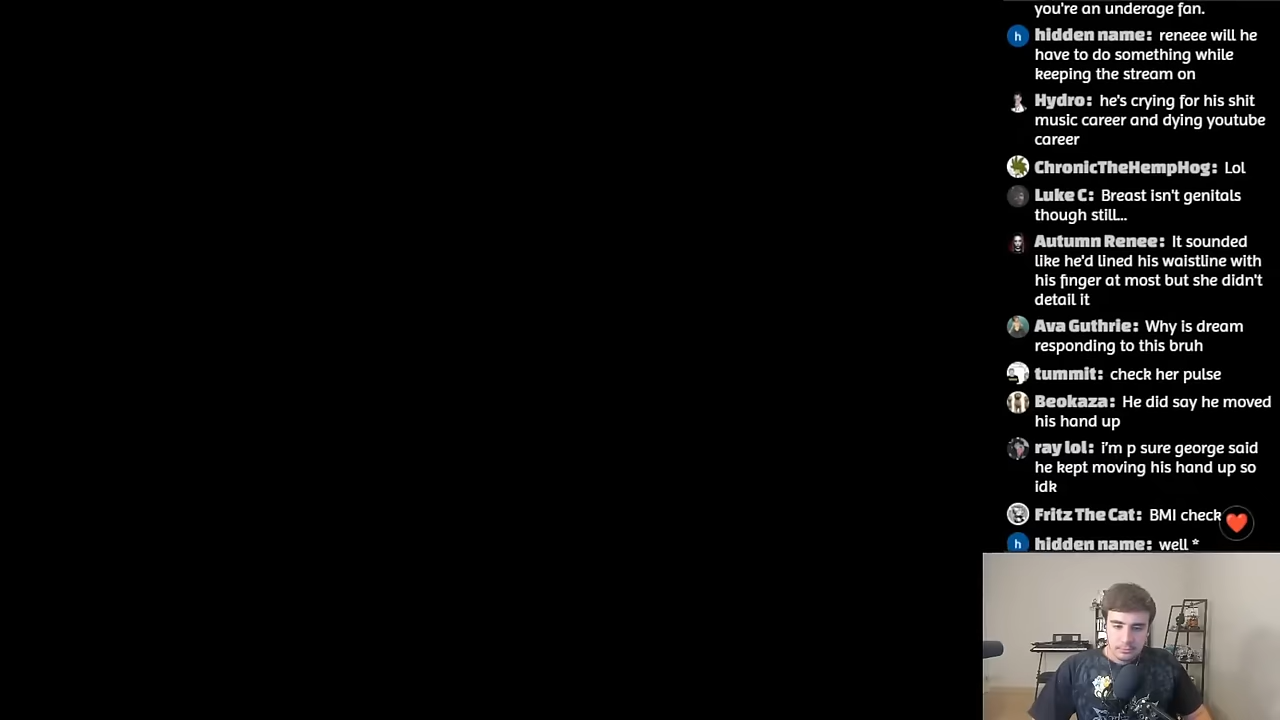 you're an underage fan.
h hidden name: reneee will he
have to do something while
keeping the stream on
Hydro: he's crying for his shit
music career and dying youtube
career
ChronicTheHempHog: Lol
Luke C: Breast isn't genitals
though still...
Autumn Renee: It sounded
like he'd lined his waistline with
his finger at most but she didn't
detail it
Ava Guthrie: Why is dream
responding to this bruh
tummit: check her pulse
Beokaza: He did say he moved
his hand up
ray lol: i'm p sure george said
he kept moving his hand up so
idk
Fritz The Cat: BMI check
h hidden name: well *